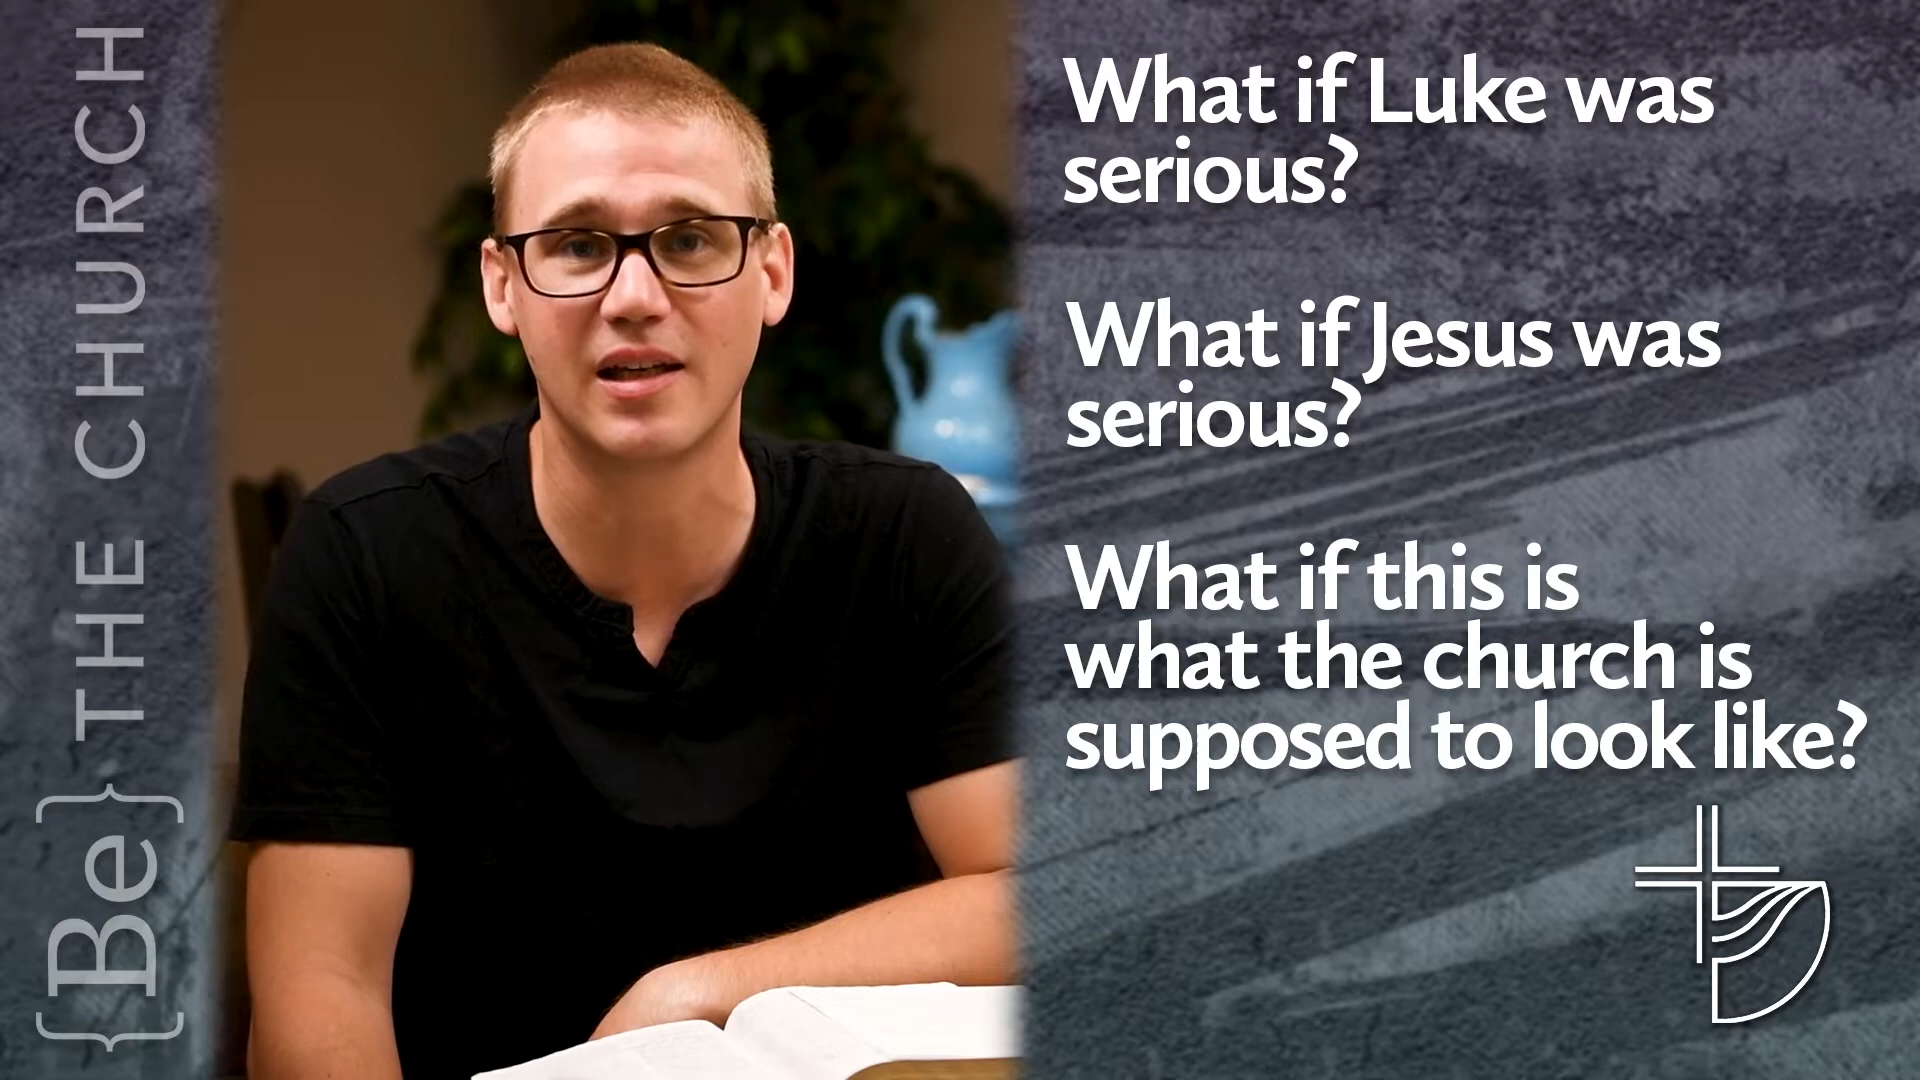 {Be} THE CHURCH
What if Luke was
serious?
What if Jesus was
serious?
What if this is
what the church is
supposed to look like?